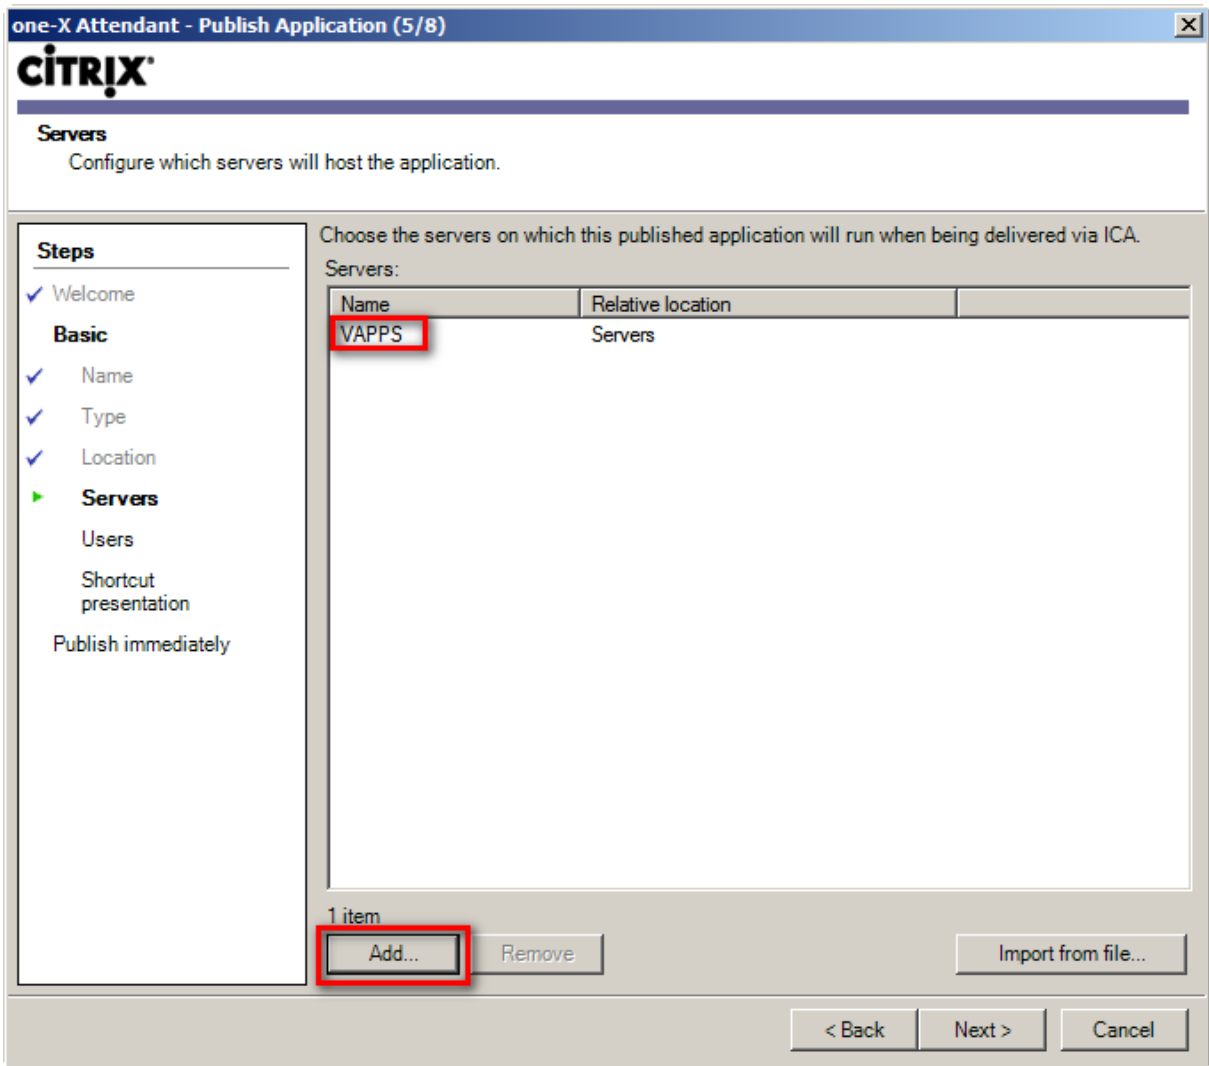 one-X Attendant - Publish Application (5/8)
CITRIX
Servers
Configure which servers will host the application.
Steps
Welcome
Basic
Name
Type
Location
Servers
Users
Shortcut
presentation
Publish immediately
Choose the servers on which this published application will run when being delivered via ICA.
Servers:
Name Relative location
VAPPS Servers
1 item
Add... Remove Import from file...
< Back Next > Cancel